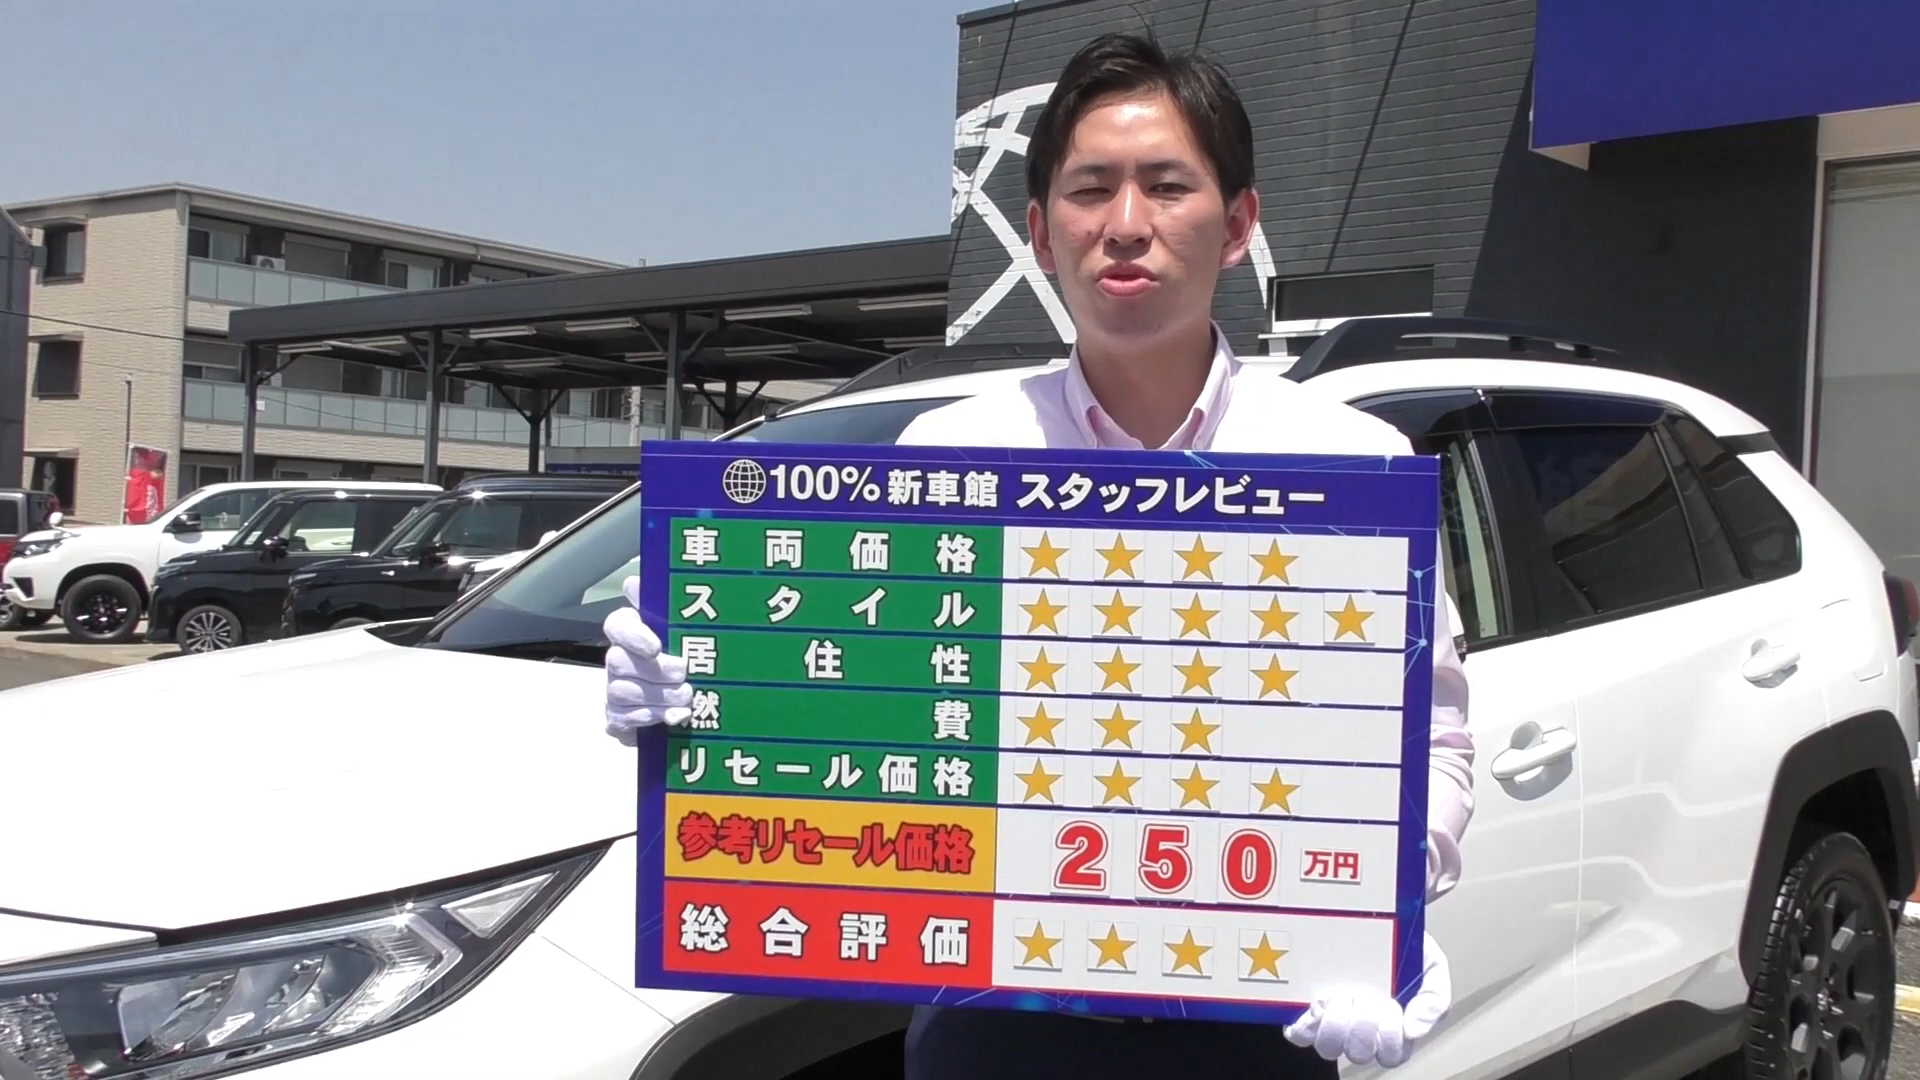 100%新車館 スタッフレビュー
車両価格 ★★★★
スタイル ★★★★★
居住性 ★★★★
燃費 ★★★
リセール価格 ★★★★
参考リセール価格 250万円
総合評価 ★★★★